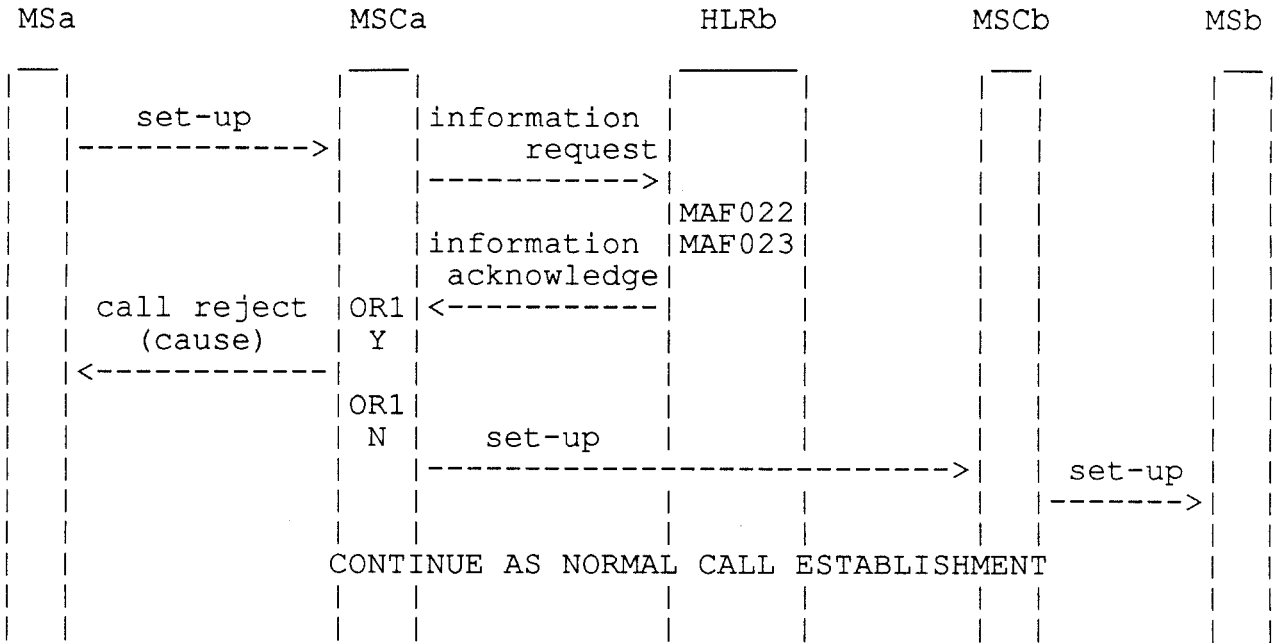 MSa MSCa HLRb MSCb MSb
set-up
information
request
MAF022
information MAF023
acknowledge
call reject OR1
(cause) Y
OR1
N set-up
set-up
CONTINUE AS NORMAL CALL ESTABLISHMENT